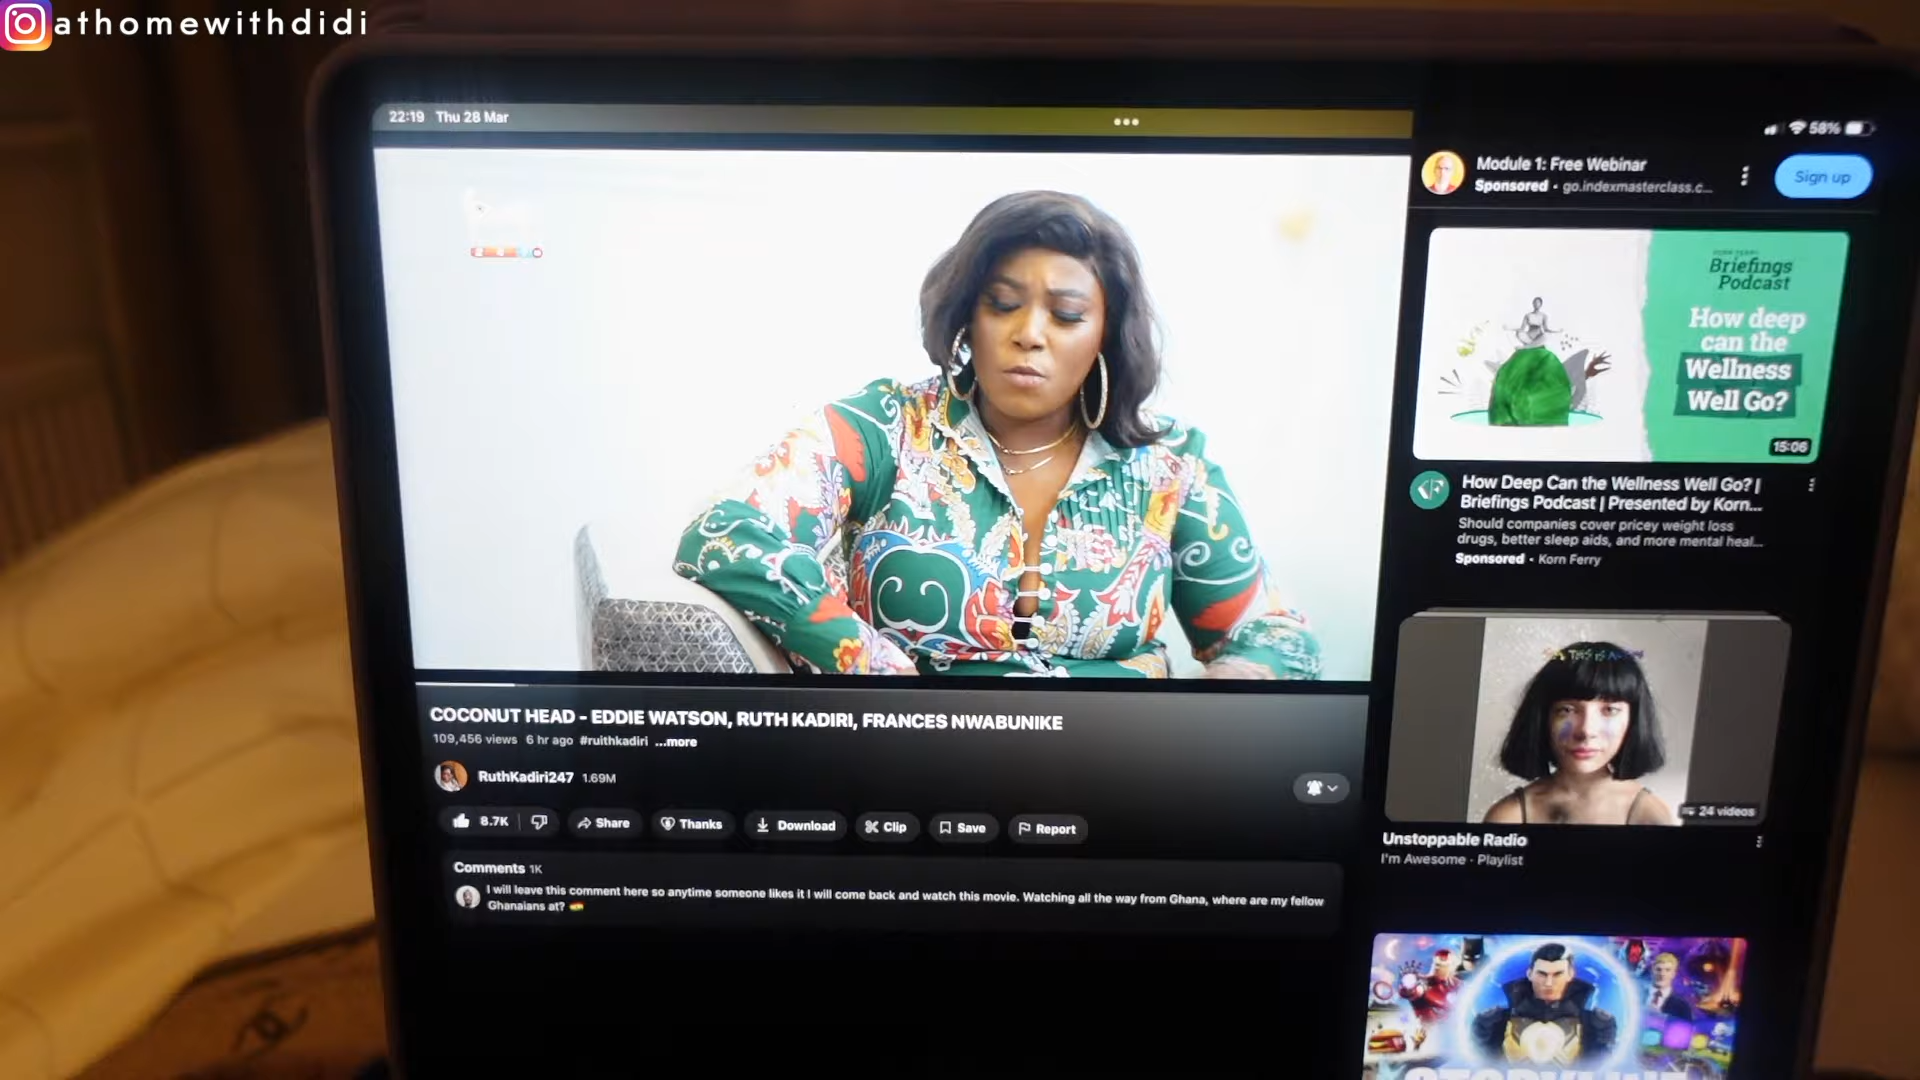 athomewithdidi
22:19 Thu 28 Mar
58%
Module 1: Free Webinar
Sponsored · go.indexmasterclass.c...
Sign up
Briefings
Podcast
How deep
can the
Wellness
Well Go?
15:06
How Deep Can the Wellness Well Go? |
Briefings Podcast | Presented by Korn...
Should companies cover pricey weight loss
drugs, better sleep aids, and more mental heal...
Sponsored · Korn Ferry
24 videos
Unstoppable Radio
I'm Awesome · Playlist
COCONUT HEAD - EDDIE WATSON, RUTH KADIRI, FRANCES NWABUNIKE
109,456 views 6 hr ago #ruithkadiri ...more
RuthKadiri247 1.69M
8.7K
Share
Thanks
Download
Clip
Save
Report
Comments 1K
I will leave this comment here so anytime someone likes it I will come back and watch this movie. Watching all the way from Ghana, where are my fellow
Ghanaians at? 🇬🇭